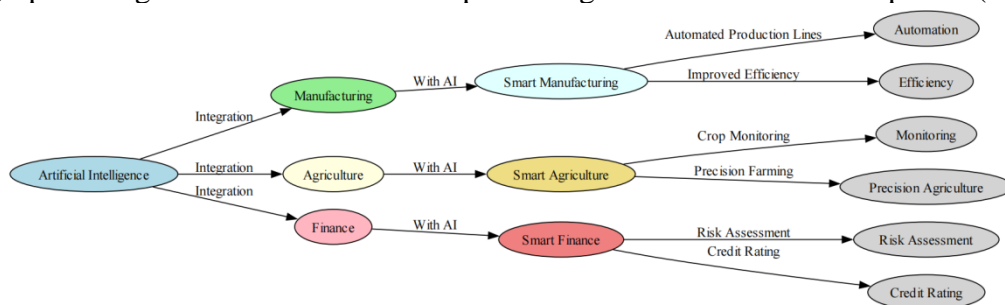 Automated Production Lines
Automation
Manufacturing
With AI
Smart Manufacturing
Improved Efficiency
Efficiency
Integration
Crop Monitoring
Monitoring
Artificial Intelligence
Integration
Agriculture
With AI
Smart Agriculture
Precision Farming
Precision Agriculture
Integration
Finance
With AI
Smart Finance
Risk Assessment
Risk Assessment
Credit Rating
Credit Rating